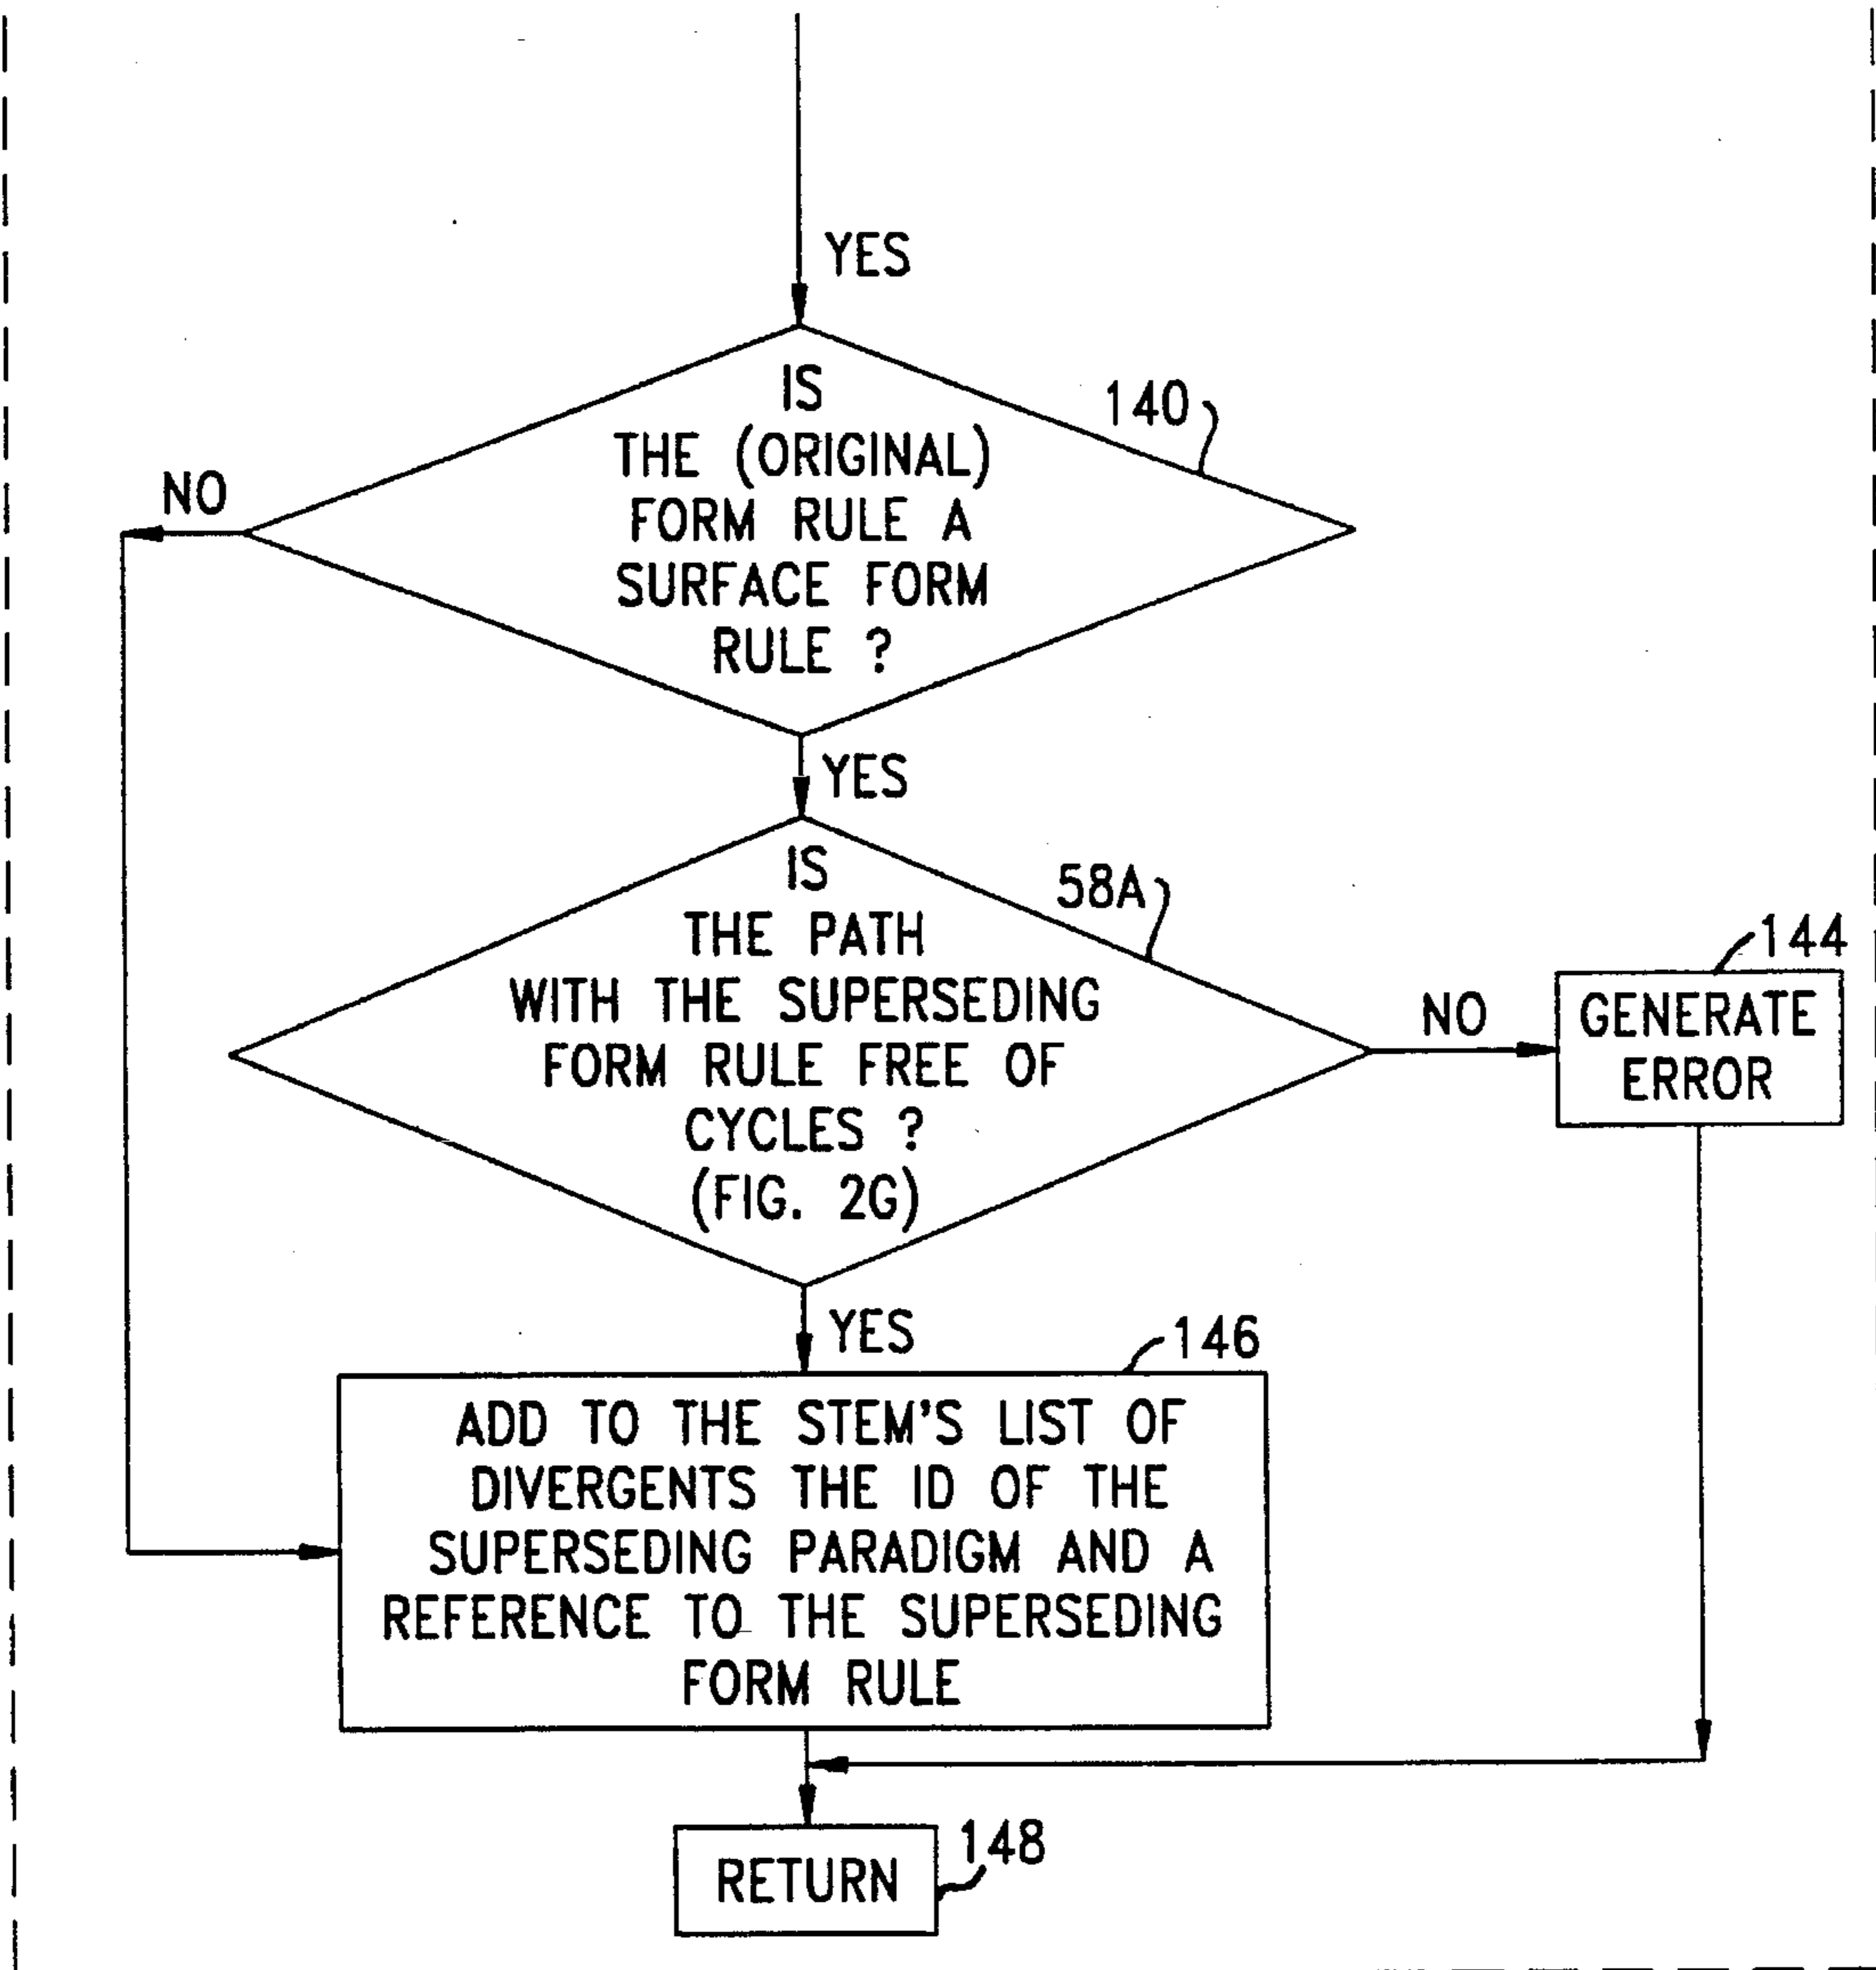 YES
140
IS
THE (ORIGINAL)
FORM RULE A
SURFACE FORM
RULE ?
NO
YES
58A
IS
THE PATH
WITH THE SUPERSEDING
FORM RULE FREE OF
CYCLES ?
(FIG. 2G)
NO
144
GENERATE
ERROR
YES
146
ADD TO THE STEM'S LIST OF
DIVERGENTS THE ID OF THE
SUPERSEDING PARADIGM AND A
REFERENCE TO THE SUPERSEDING
FORM RULE
RETURN
148